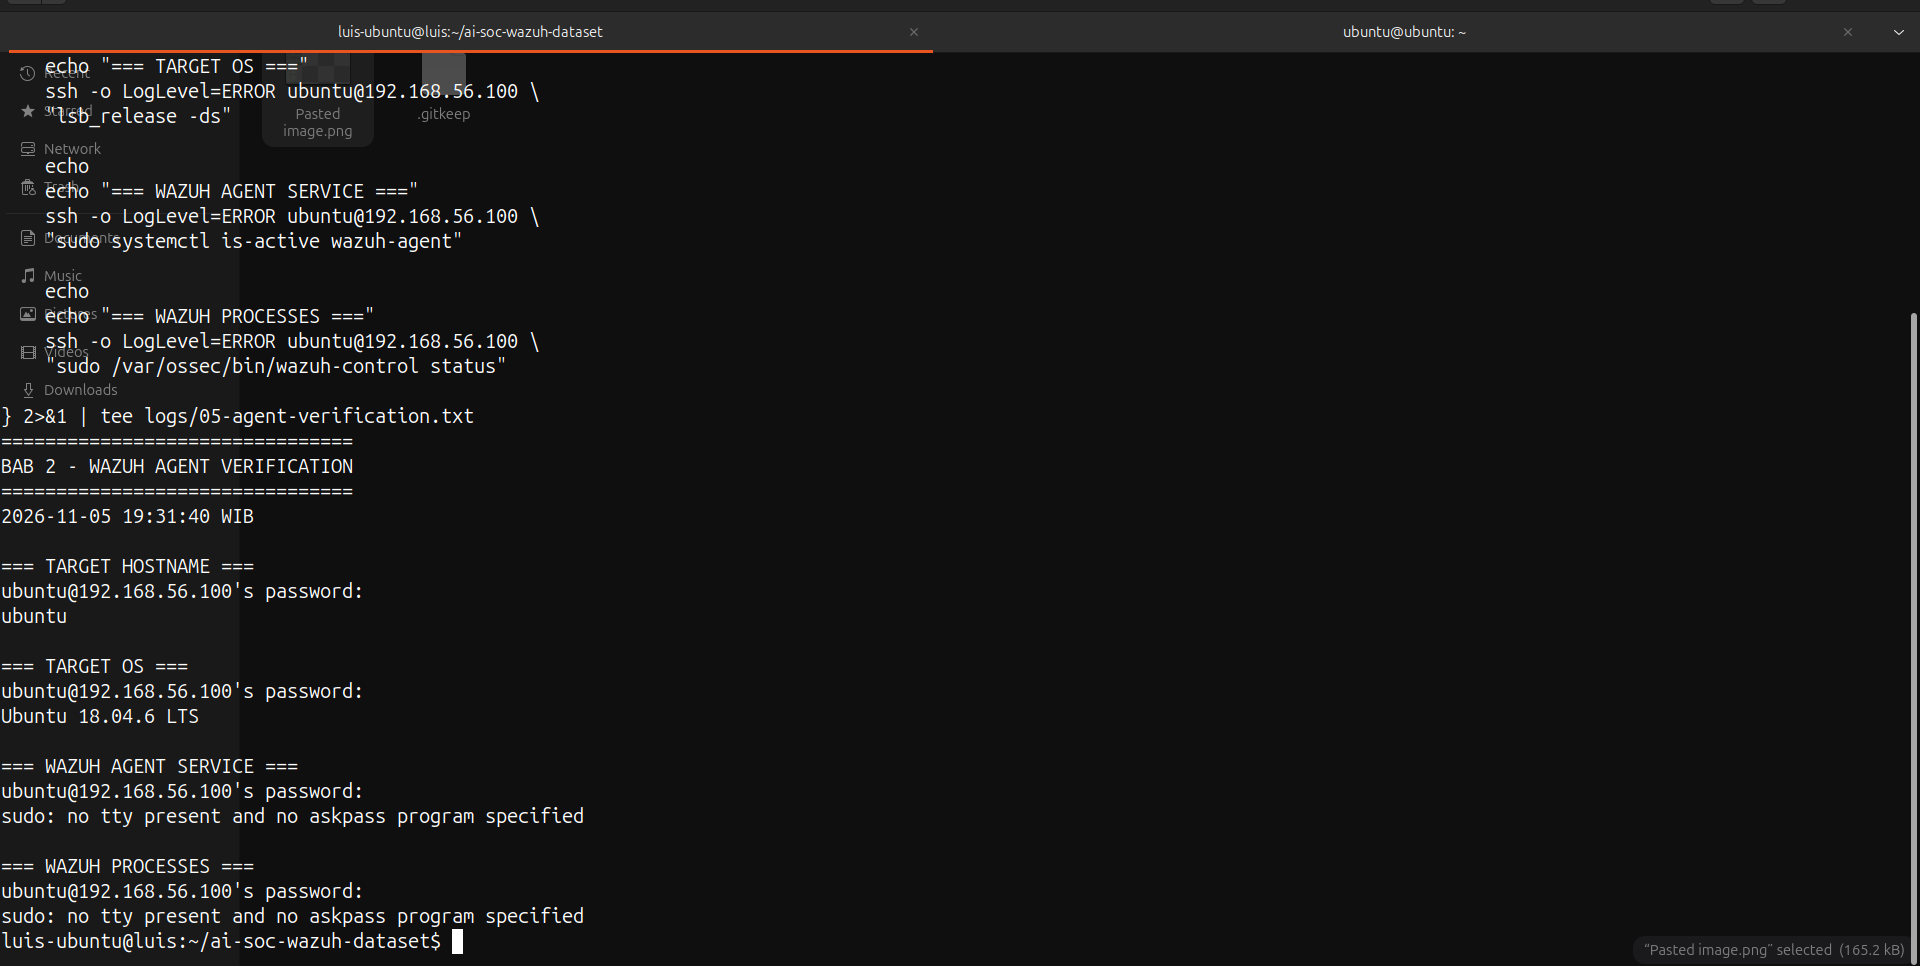 luis-ubuntu@luis:~/ai-soc-wazuh-dataset
ubuntu@ubuntu: ~
Recent
Starred
Network
Trash
Documents
Music
Pictures
Videos
Downloads
Pasted
image.png
.gitkeep
echo "=== TARGET OS ==="
ssh -o LogLevel=ERROR ubuntu@192.168.56.100 \
"lsb_release -ds"
echo
echo "=== WAZUH AGENT SERVICE ==="
ssh -o LogLevel=ERROR ubuntu@192.168.56.100 \
"sudo systemctl is-active wazuh-agent"
echo
echo "=== WAZUH PROCESSES ==="
ssh -o LogLevel=ERROR ubuntu@192.168.56.100 \
"sudo /var/ossec/bin/wazuh-control status"
} 2>&1 | tee logs/05-agent-verification.txt
================================
BAB 2 - WAZUH AGENT VERIFICATION
================================
2026-11-05 19:31:40 WIB
=== TARGET HOSTNAME ===
ubuntu@192.168.56.100's password:
ubuntu
=== TARGET OS ===
ubuntu@192.168.56.100's password:
Ubuntu 18.04.6 LTS
=== WAZUH AGENT SERVICE ===
ubuntu@192.168.56.100's password:
sudo: no tty present and no askpass program specified
=== WAZUH PROCESSES ===
ubuntu@192.168.56.100's password:
sudo: no tty present and no askpass program specified
luis-ubuntu@luis:~/ai-soc-wazuh-dataset$
"Pasted image.png" selected (165.2 kB)